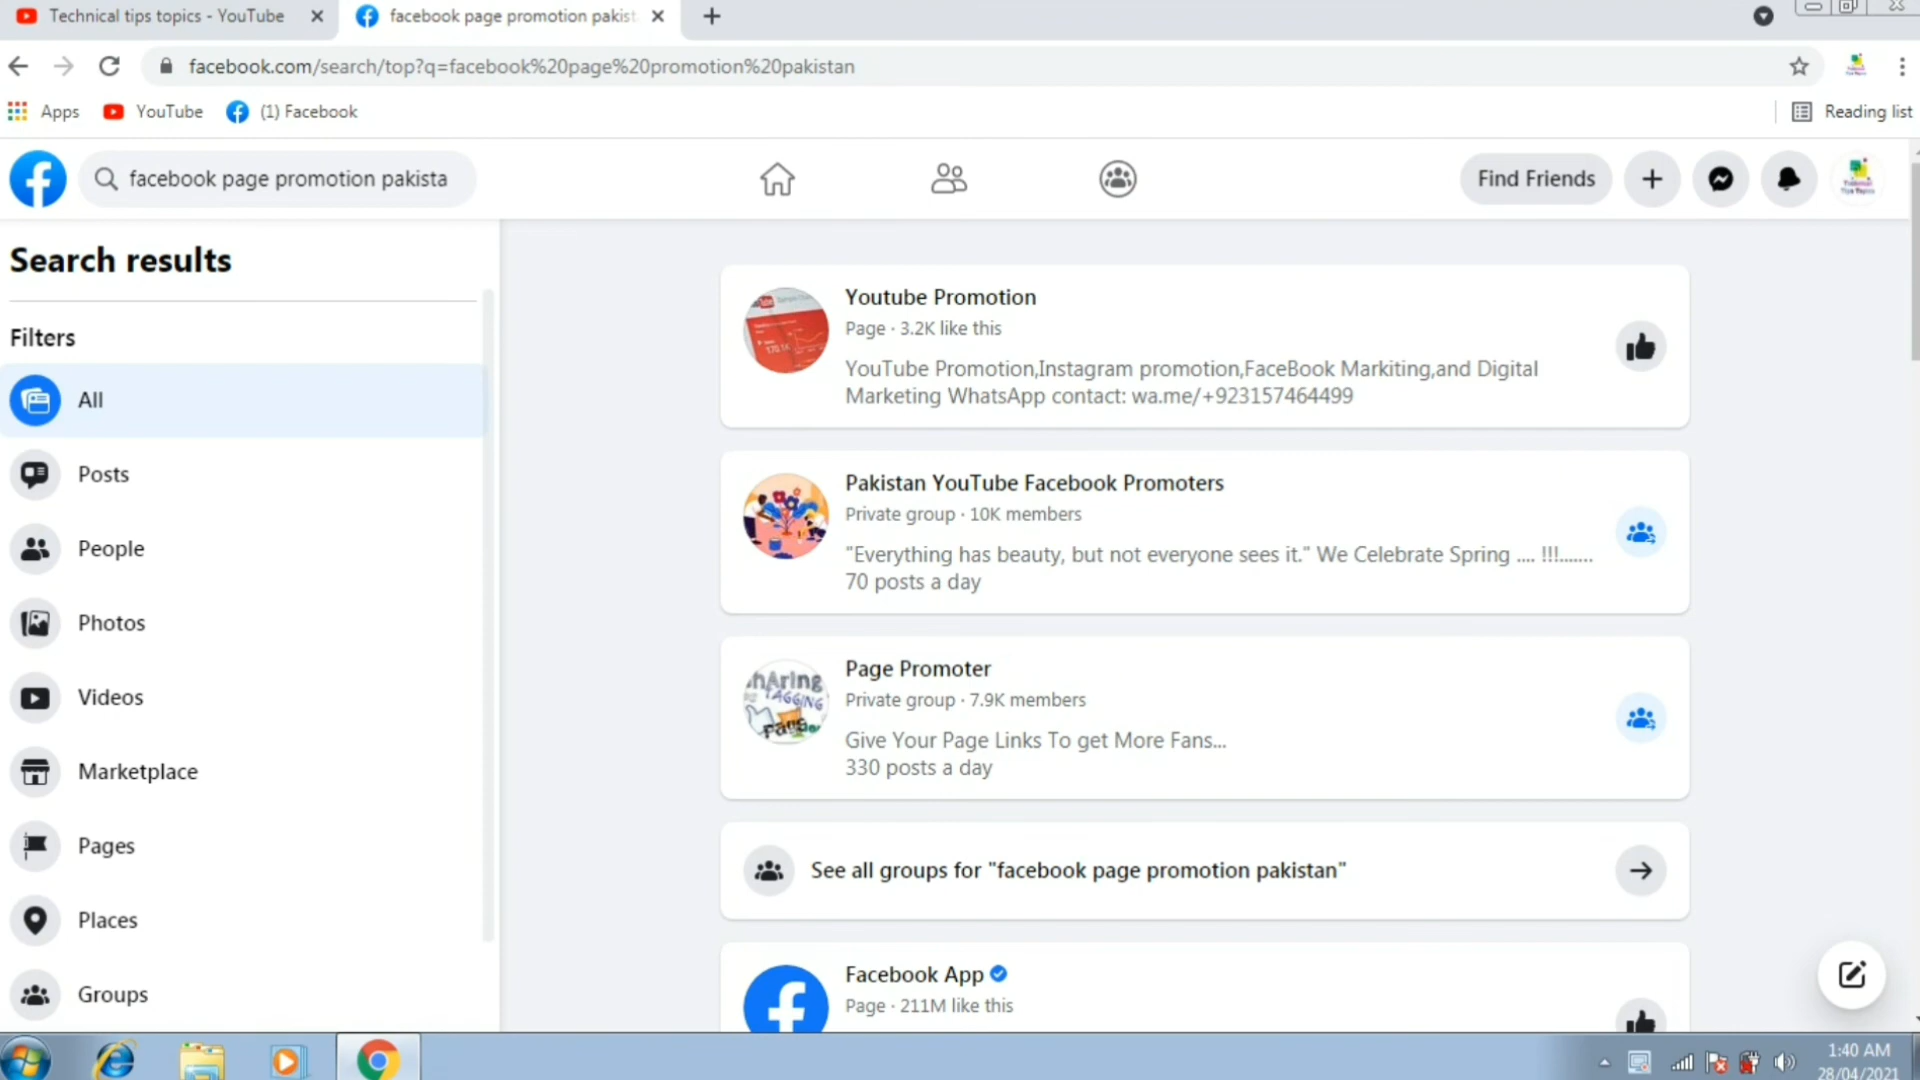 Technical tips topics - YouTube
facebook page promotion pakist
facebook.com/search/top?q=facebook%20page%20promotion%20pakistan
Apps
YouTube
(1) Facebook
Reading list
facebook page promotion pakista
Find Friends
Search results
Filters
All
Posts
People
Photos
Videos
Marketplace
Pages
Places
Groups
Youtube Promotion
Page · 3.2K like this
YouTube Promotion,Instagram promotion,FaceBook Markiting,and Digital
Marketing WhatsApp contact: wa.me/+923157464499
Pakistan YouTube Facebook Promoters
Private group · 10K members
"Everything has beauty, but not everyone sees it." We Celebrate Spring .... !!!.......
70 posts a day
Page Promoter
Private group · 7.9K members
Give Your Page Links To get More Fans...
330 posts a day
See all groups for "facebook page promotion pakistan"
Facebook App
Page · 211M like this
1:40 AM
28/04/2021